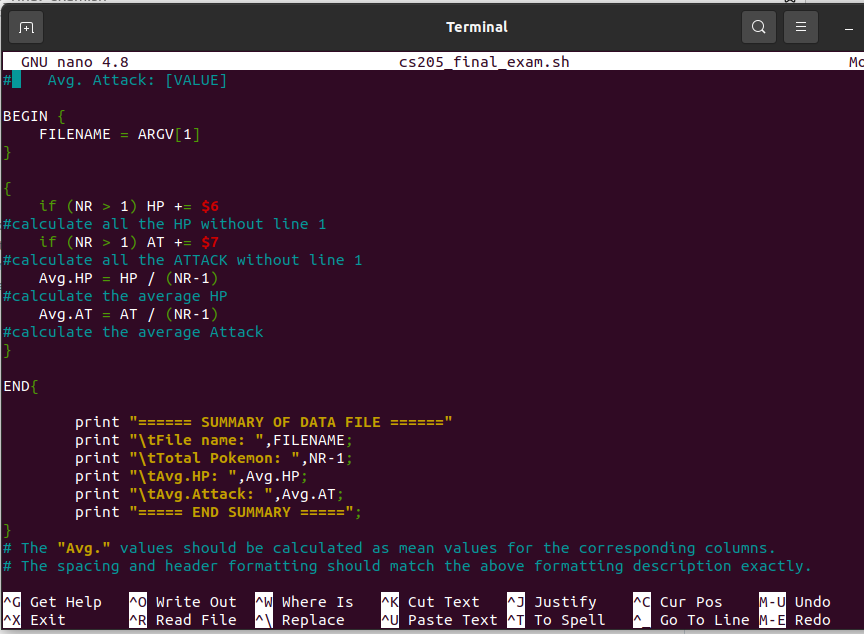 Terminal
GNU nano 4.8 cs205_final_exam.sh
# Avg. Attack: [VALUE]
BEGIN {
FILENAME = ARGV[1]
}
{
if (NR > 1) HP += $6
#calculate all the HP without line 1
if (NR > 1) AT += $7
#calculate all the ATTACK without line 1
Avg.HP = HP / (NR-1)
#calculate the average HP
Avg.AT = AT / (NR-1)
#calculate the average Attack
}
END{
print "====== SUMMARY OF DATA FILE ======"
print "\tFile name: ",FILENAME;
print "\tTotal Pokemon: ",NR-1;
print "\tAvg.HP: ",Avg.HP;
print "\tAvg.Attack: ",Avg.AT;
print "===== END SUMMARY =====";
}
# The "Avg." values should be calculated as mean values for the corresponding columns.
# The spacing and header formatting should match the above formatting description exactly.
^G Get Help ^O Write Out ^W Where Is ^K Cut Text ^J Justify ^C Cur Pos M-U Undo
^X Exit ^R Read File ^\ Replace ^U Paste Text ^T To Spell ^_ Go To Line M-E Redo